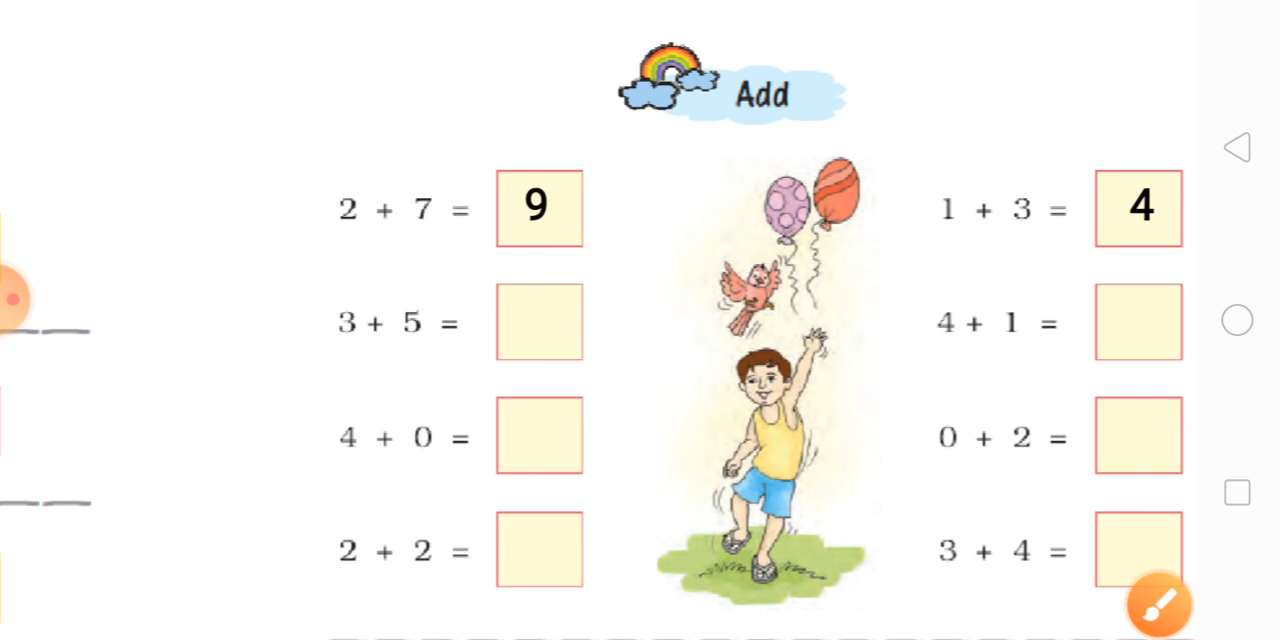 Add
2 + 7 = 9
3 + 5 =
4 + 0 =
2 + 2 =
1 + 3 = 4
4 + 1 =
0 + 2 =
3 + 4 =